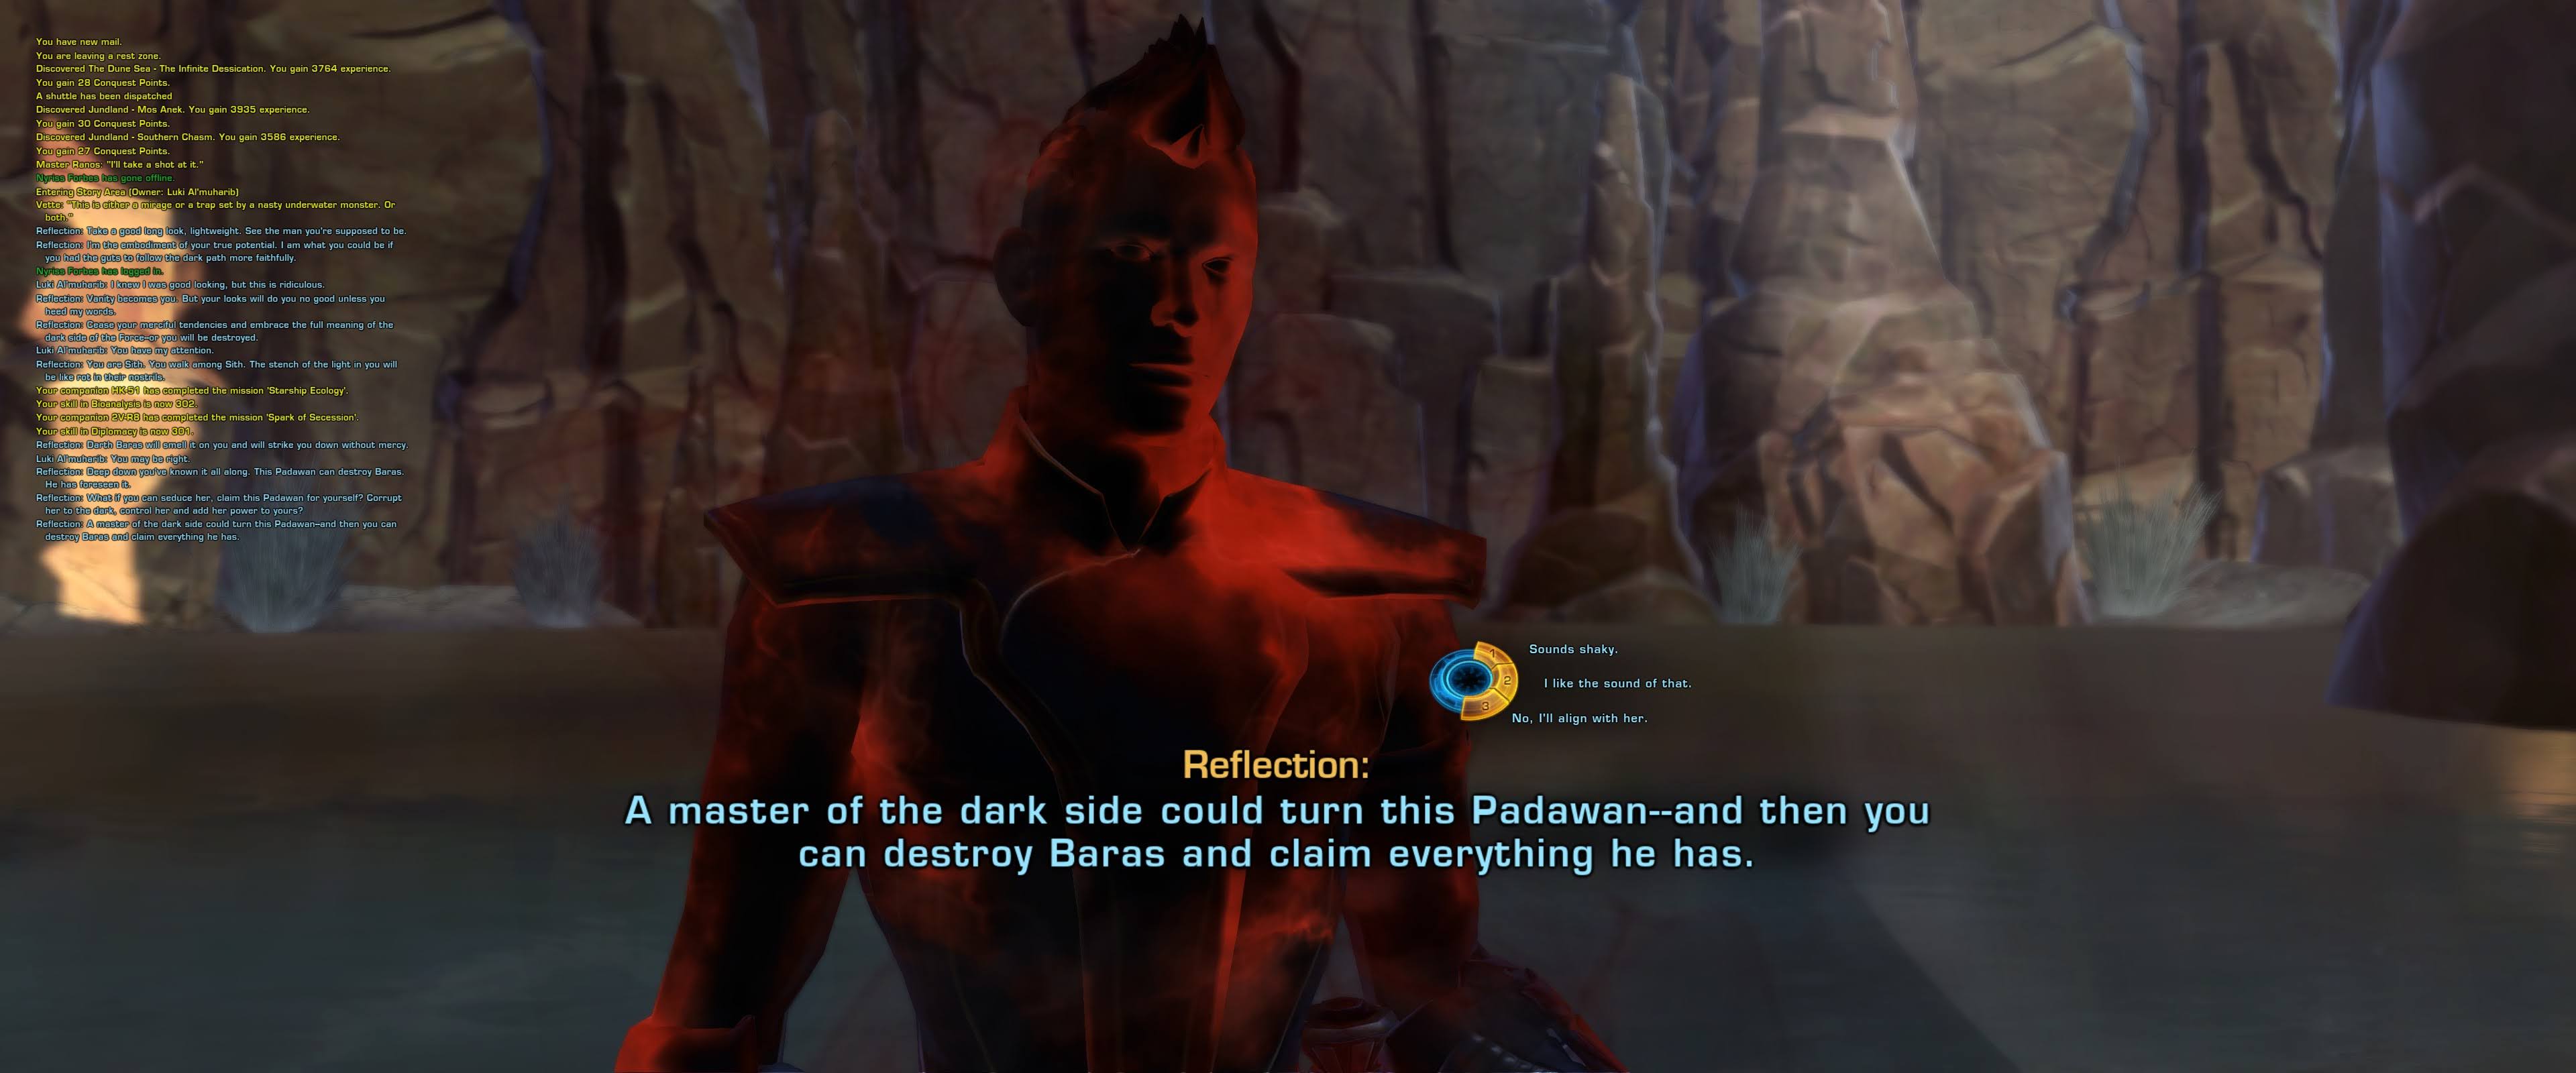 You have new mail.
You are leaving a rest zone.
Discovered The Dune Sea - The Infinite Dessication. You gain 3764 experience.
You gain 28 Conquest Points.
A shuttle has been dispatched
Discovered Jundland - Mos Anek. You gain 3935 experience.
You gain 30 Conquest Points.
Discovered Jundland - Southern Chasm. You gain 3586 experience.
You gain 27 Conquest Points.
Master Ranos: "I'll take a shot at it."
Nyriss Forbes has gone offline.
Entering Story Area (Owner: Luki Al'muharib)
Vette: "This is either a mirage or a trap set by a nasty underwater monster. Or
both."
Reflection: Take a good long look, lightweight. See the man you're supposed to be.
Reflection: I'm the embodiment of your true potential. I am what you could be if
you had the guts to follow the dark path more faithfully.
Nyriss Forbes has logged in.
Luki Al'muharib: I knew I was good looking, but this is ridiculous.
Reflection: Vanity becomes you. But your looks will do you no good unless you
heed my words.
Reflection: Cease your merciful tendencies and embrace the full meaning of the
dark side of the Force--or you will be destroyed.
Luki Al'muharib: You have my attention.
Reflection: You are Sith. You walk among Sith. The stench of the light in you will
be like rot in their nostrils.
Your companion HK-51 has completed the mission 'Starship Ecology'.
Your skill in Bioanalysis is now 302.
Your companion 2V-R8 has completed the mission 'Spark of Secession'.
Your skill in Diplomacy is now 301.
Reflection: Darth Baras will smell it on you and will strike you down without mercy.
Luki Al'muharib: You may be right.
Reflection: Deep down you've known it all along. This Padawan can destroy Baras.
He has foreseen it.
Reflection: What if you can seduce her, claim this Padawan for yourself? Corrupt
her to the dark, control her and add her power to yours?
Reflection: A master of the dark side could turn this Padawan--and then you can
destroy Baras and claim everything he has.
1 Sounds shaky.
2 I like the sound of that.
3 No, I'll align with her.
Reflection:
A master of the dark side could turn this Padawan--and then you
can destroy Baras and claim everything he has.